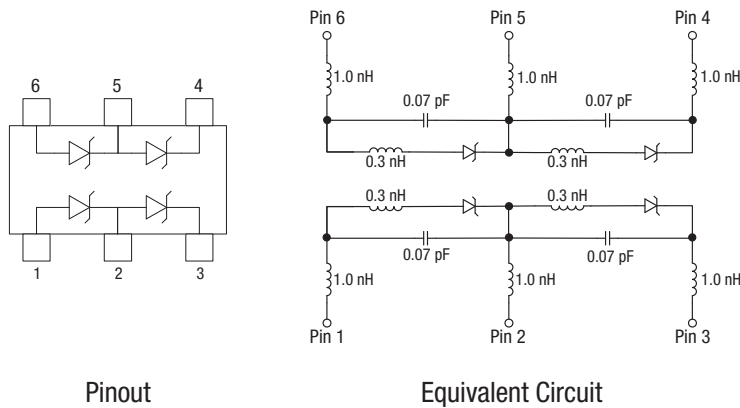 Pin 6 Pin 5 Pin 4
6 5 4
1.0 nH 1.0 nH 1.0 nH
0.07 pF 0.07 pF
0.3 nH 0.3 nH
0.3 nH 0.3 nH
1 2 3
0.07 pF 0.07 pF
1.0 nH 1.0 nH 1.0 nH
Pin 1 Pin 2 Pin 3
Pinout Equivalent Circuit